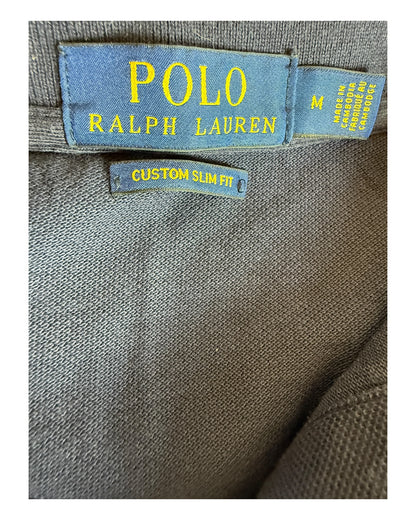 POLO
RALPH LAUREN
M
MADE IN
CAMBODIA
FABRIQUÉ AU
CAMBODGE
CUSTOM SLIM FIT